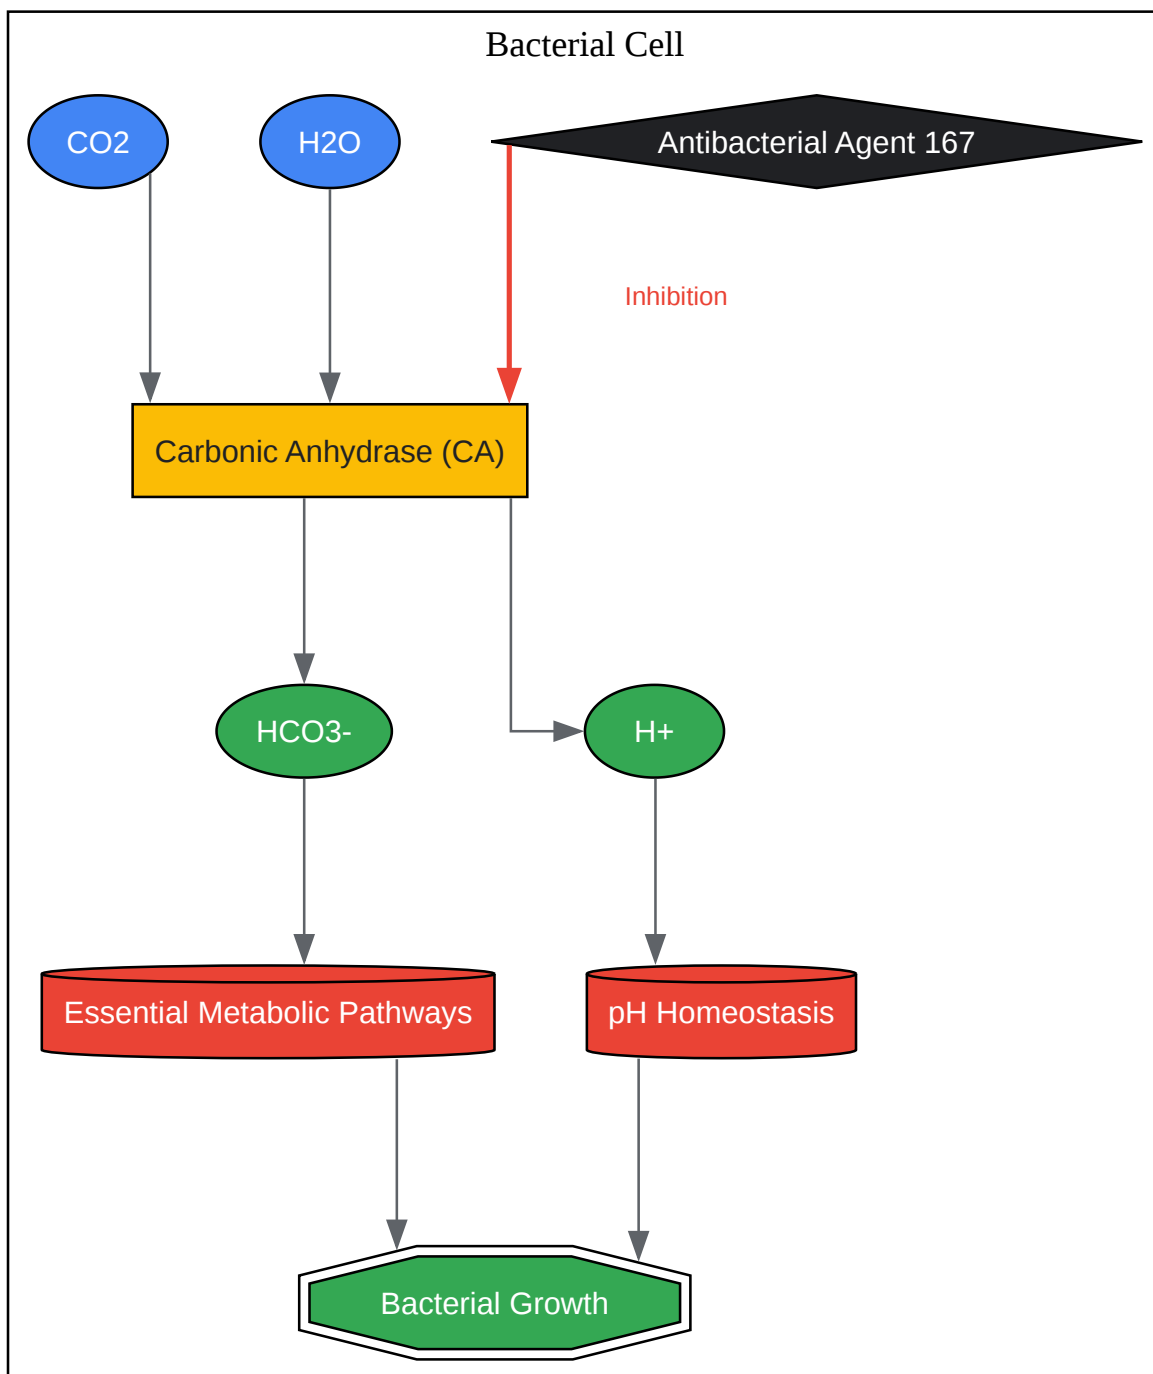 Bacterial Cell
CO2
H2O
Antibacterial Agent 167
Inhibition
Carbonic Anhydrase (CA)
HCO3-
H+
Essential Metabolic Pathways
pH Homeostasis
Bacterial Growth